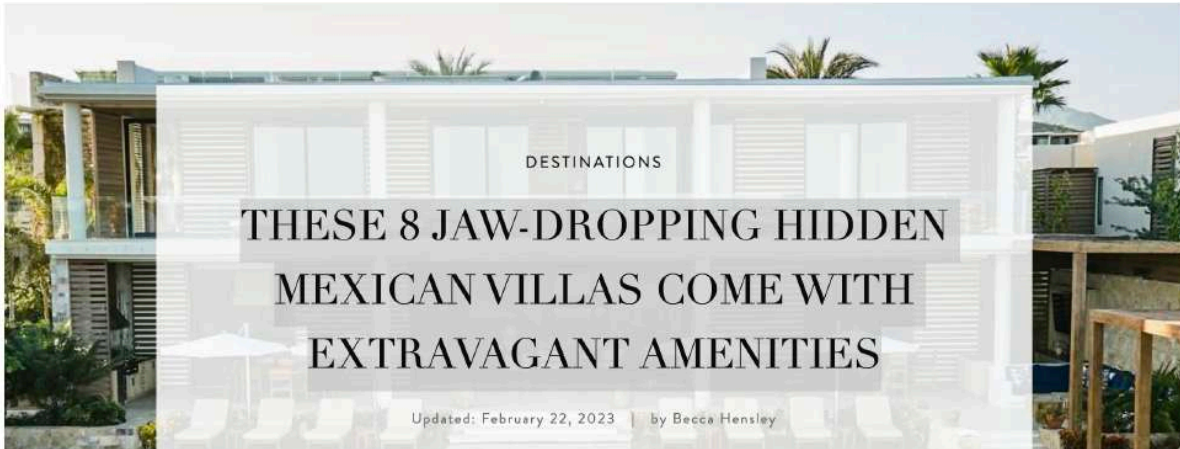 DESTINATIONS
THESE 8 JAW-DROPPING HIDDEN
MEXICAN VILLAS COME WITH
EXTRAVAGANT AMENITIES
Updated: February 22, 2023 | by Becca Hensley